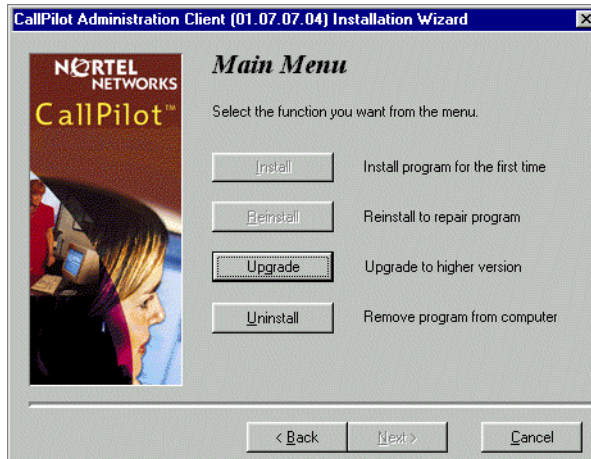 CallPilot Administration Client (01.07.07.04) Installation Wizard
NORTEL
NETWORKS
CallPilot™
Main Menu
Select the function you want from the menu.
Install Install program for the first time
Reinstall Reinstall to repair program
Upgrade Upgrade to higher version
Uninstall Remove program from computer
< Back Next > Cancel